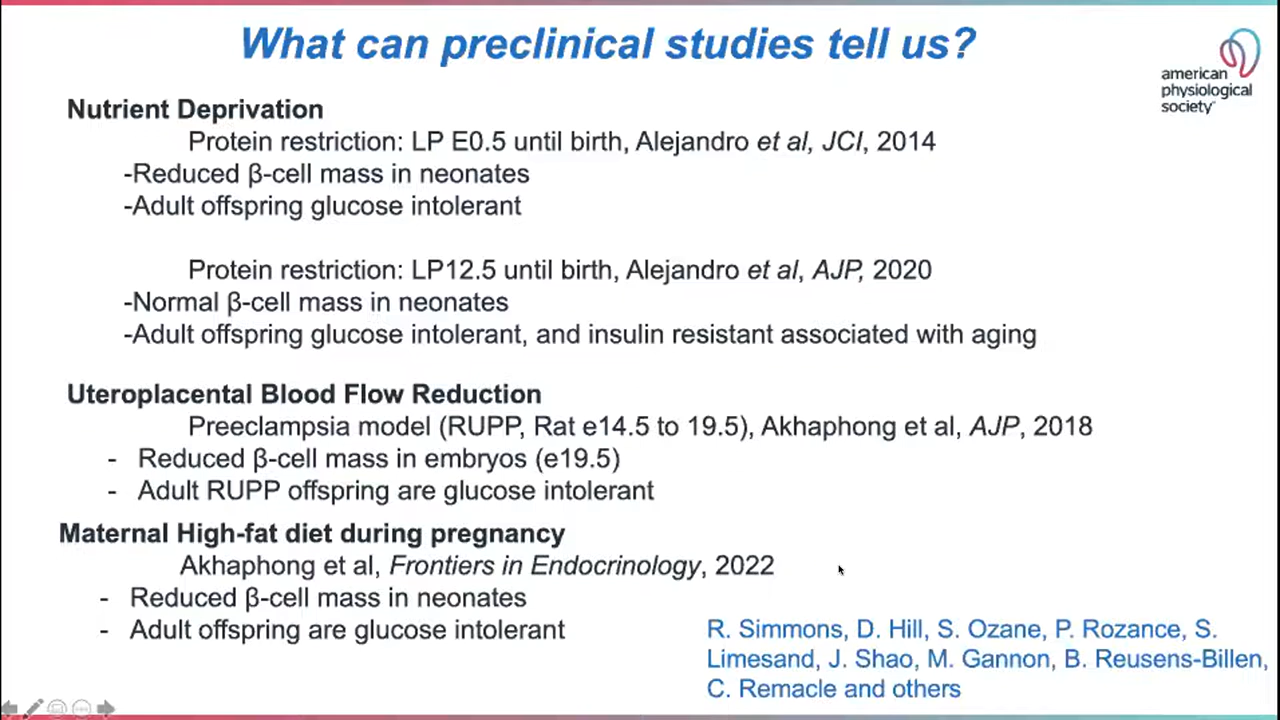 What can preclinical studies tell us?
american
physiological
society
Nutrient Deprivation
Protein restriction: LP E0.5 until birth, Alejandro et al, JCI, 2014
-Reduced β-cell mass in neonates
-Adult offspring glucose intolerant
Protein restriction: LP12.5 until birth, Alejandro et al, AJP, 2020
-Normal β-cell mass in neonates
-Adult offspring glucose intolerant, and insulin resistant associated with aging
Uteroplacental Blood Flow Reduction
Preeclampsia model (RUPP, Rat e14.5 to 19.5), Akhaphong et al, AJP, 2018
- Reduced β-cell mass in embryos (e19.5)
- Adult RUPP offspring are glucose intolerant
Maternal High-fat diet during pregnancy
Akhaphong et al, Frontiers in Endocrinology, 2022
- Reduced β-cell mass in neonates
- Adult offspring are glucose intolerant
R. Simmons, D. Hill, S. Ozane, P. Rozance, S.
Limesand, J. Shao, M. Gannon, B. Reusens-Billen,
C. Remacle and others